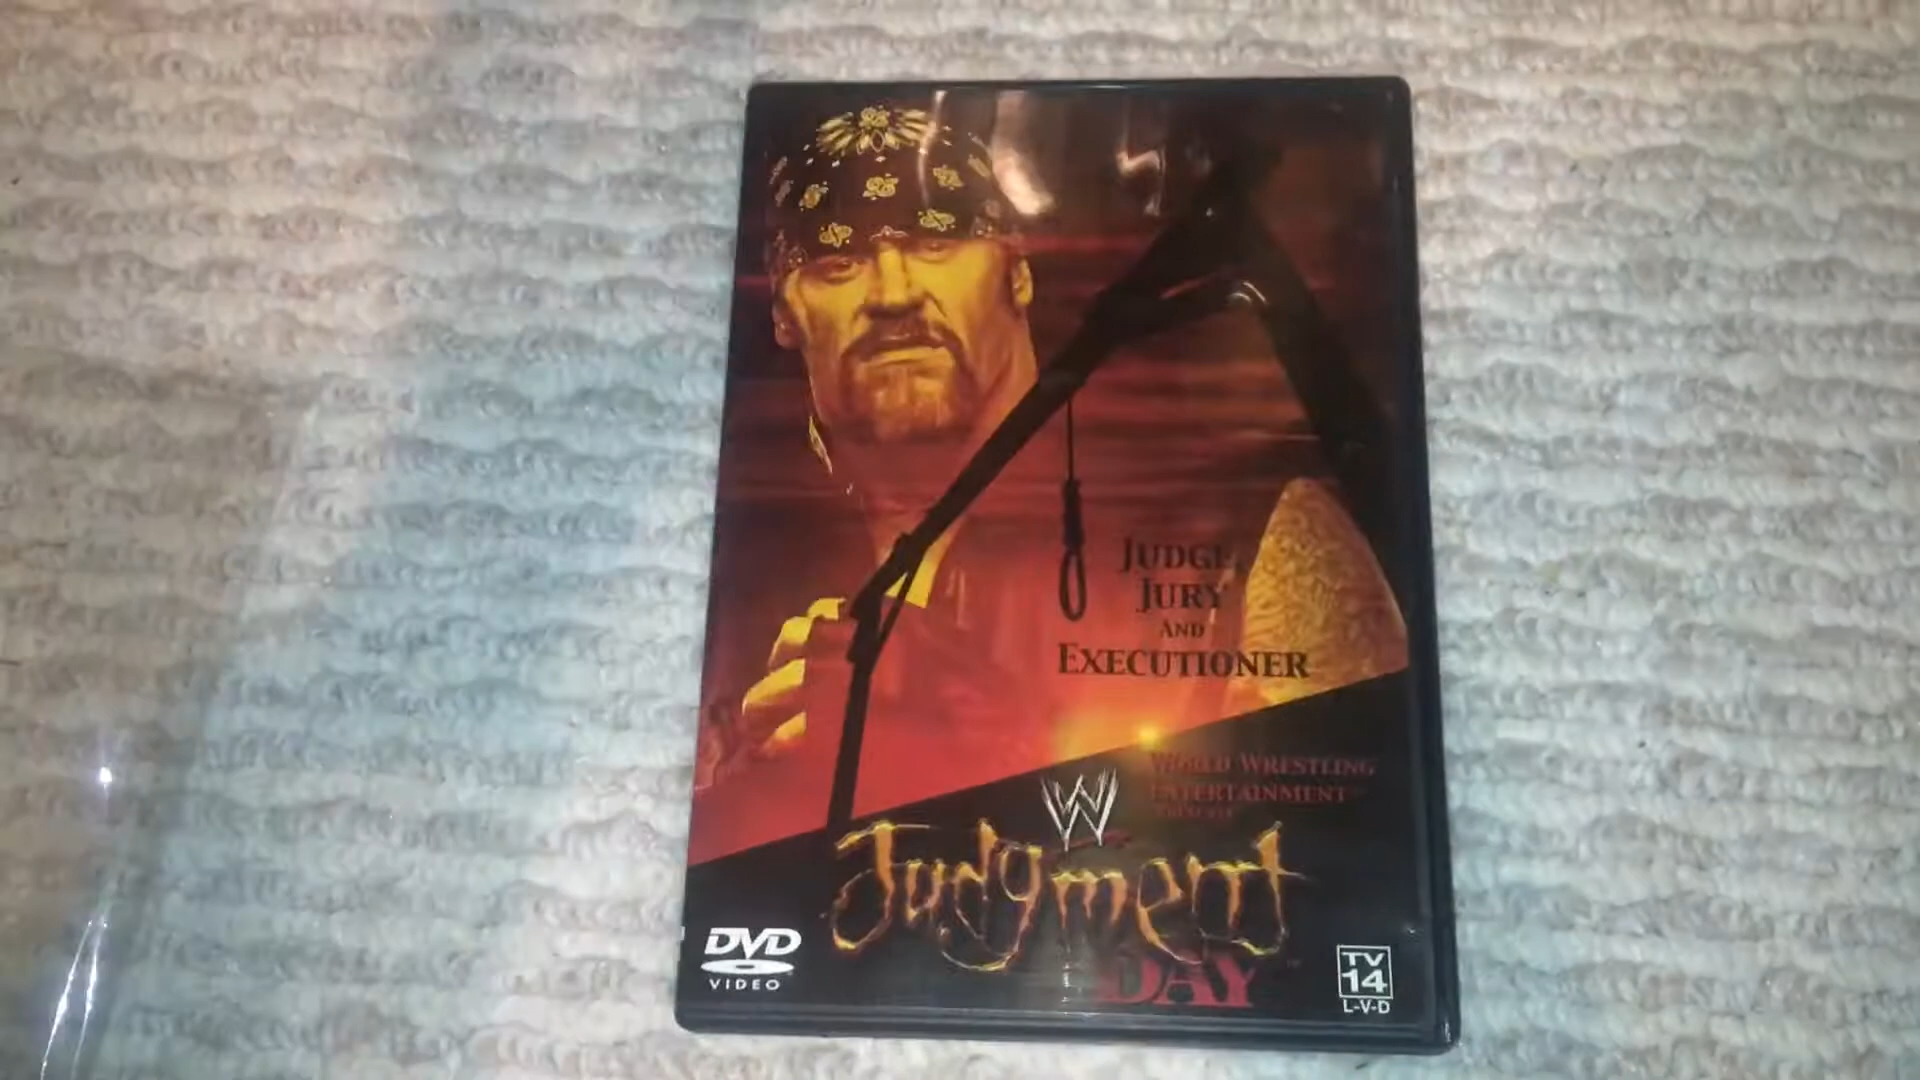 JUDGE,
JURY
AND
EXECUTIONER
WORLD WRESTLING
ENTERTAINMENT
W
Judgment
DAY
DVD
VIDEO
TV
14
L-V-D